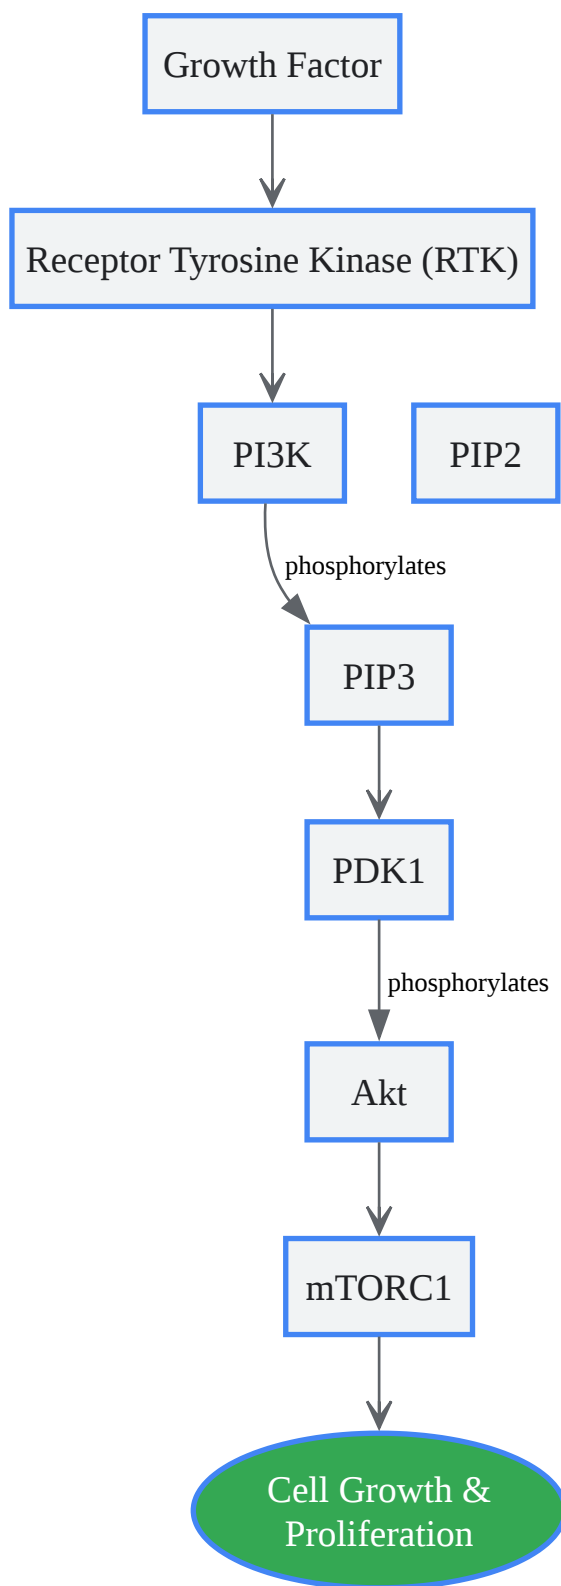 Growth Factor
Receptor Tyrosine Kinase (RTK)
PI3K
PIP2
phosphorylates
PIP3
PDK1
phosphorylates
Akt
mTORC1
Cell Growth &
Proliferation